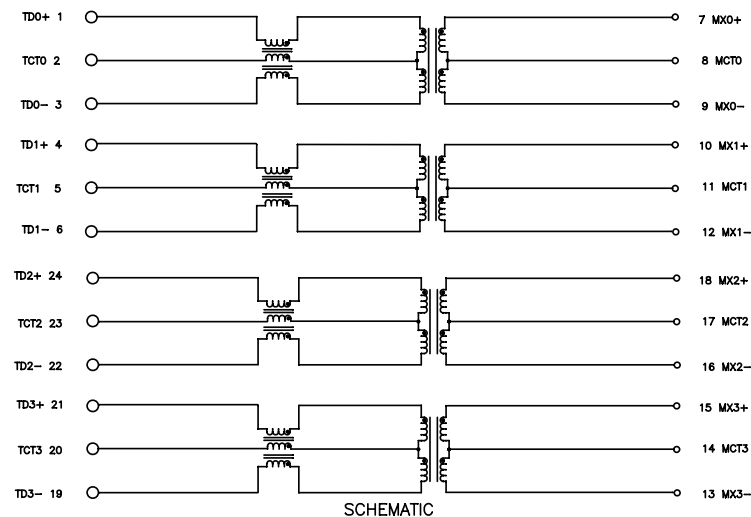 TD0+ 1
7 MX0+
TCT0 2
8 MCT0
TD0- 3
9 MX0-
TD1+ 4
10 MX1+
TCT1 5
11 MCT1
TD1- 6
12 MX1-
TD2+ 24
18 MX2+
TCT2 23
17 MCT2
TD2- 22
16 MX2-
TD3+ 21
15 MX3+
TCT3 20
14 MCT3
TD3- 19
13 MX3-
SCHEMATIC